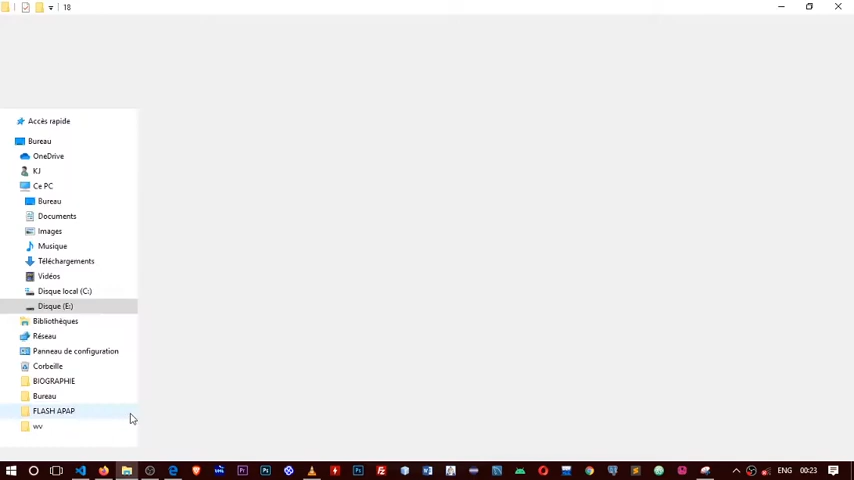 18
Accès rapide
Bureau
OneDrive
KJ
Ce PC
Bureau
Documents
Images
Musique
Téléchargements
Vidéos
Disque local (C:)
Disque (E:)
Bibliothèques
Réseau
Panneau de configuration
Corbeille
BIOGRAPHIE
Bureau
FLASH APAP
wv
ENG 00:23